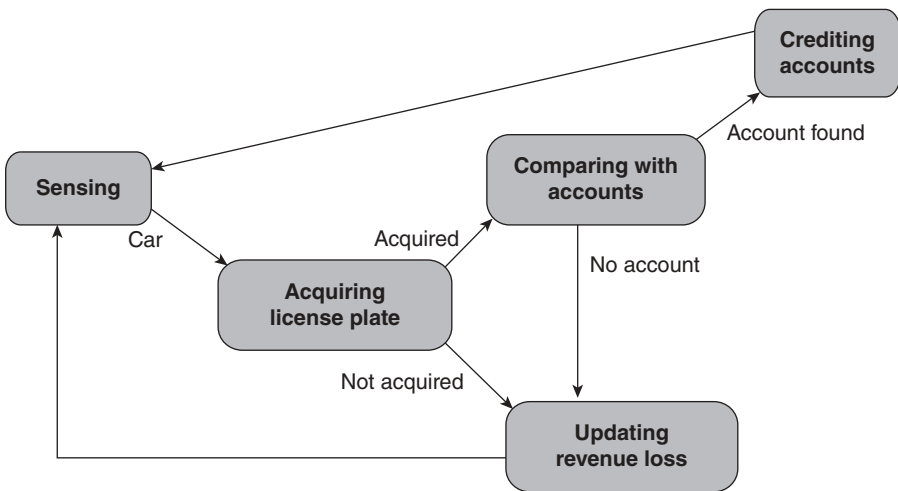 Crediting
accounts
Account found
Comparing with
accounts
Sensing
Car
Acquired
No account
Acquiring
license plate
Not acquired
Updating
revenue loss